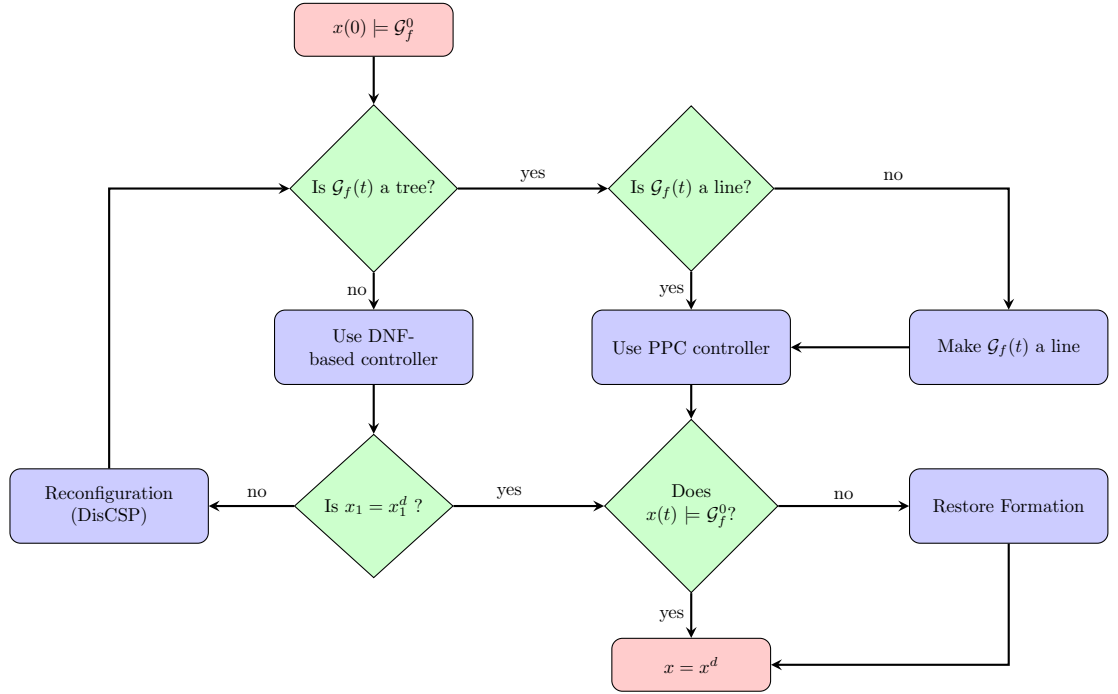 x(0) ⊨ 𝒢_f^0
Is 𝒢_f(t) a tree?
yes
Is 𝒢_f(t) a line?
no
no
yes
Use DNF-
based controller
Use PPC controller
Make 𝒢_f(t) a line
Reconfiguration
(DisCSP)
no
Is x_1 = x_1^d ?
yes
Does
x(t) ⊨ 𝒢_f^0?
no
Restore Formation
yes
x = x^d